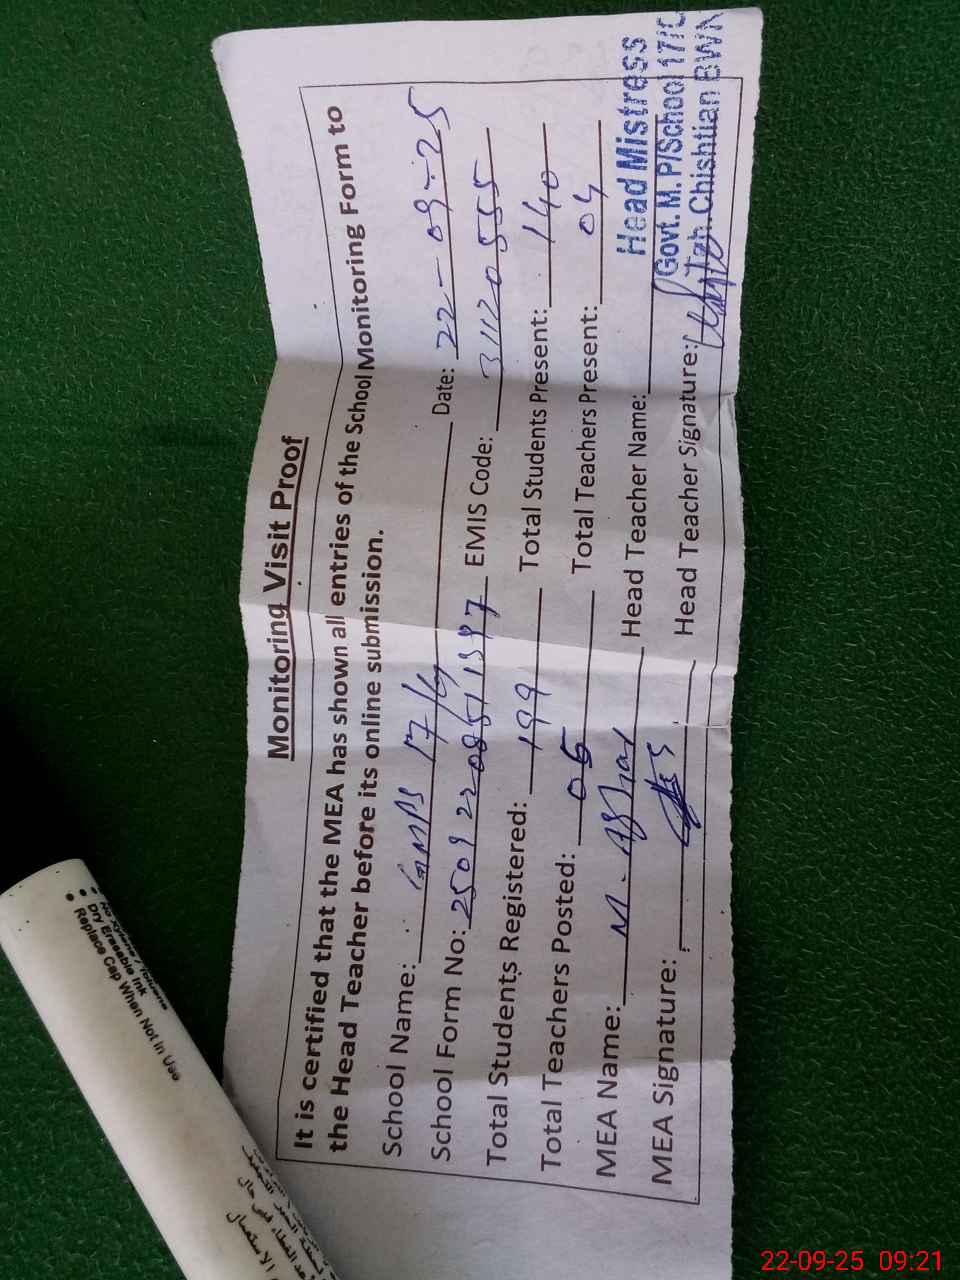 Monitoring Visit Proof
It is certified that the MEA has shown all entries of the School Monitoring Form to
the Head Teacher before its online submission.
School Name: GMPS 17/G Date: 22-09-25
School Form No: EMIS Code: 31120555
Total Students Registered: 199 Total Students Present: 140
Total Teachers Posted: 05 Total Teachers Present: 04
MEA Name: M. Head Teacher Name:
MEA Signature: Head Teacher Signature:
Head Mistress
Govt. M. P/School 17/
Chishtian BWN
No Xylene / Toluene
Dry Erasable Ink
Replace Cap When Not in Use
الاستعمال
22-09-25 09:21